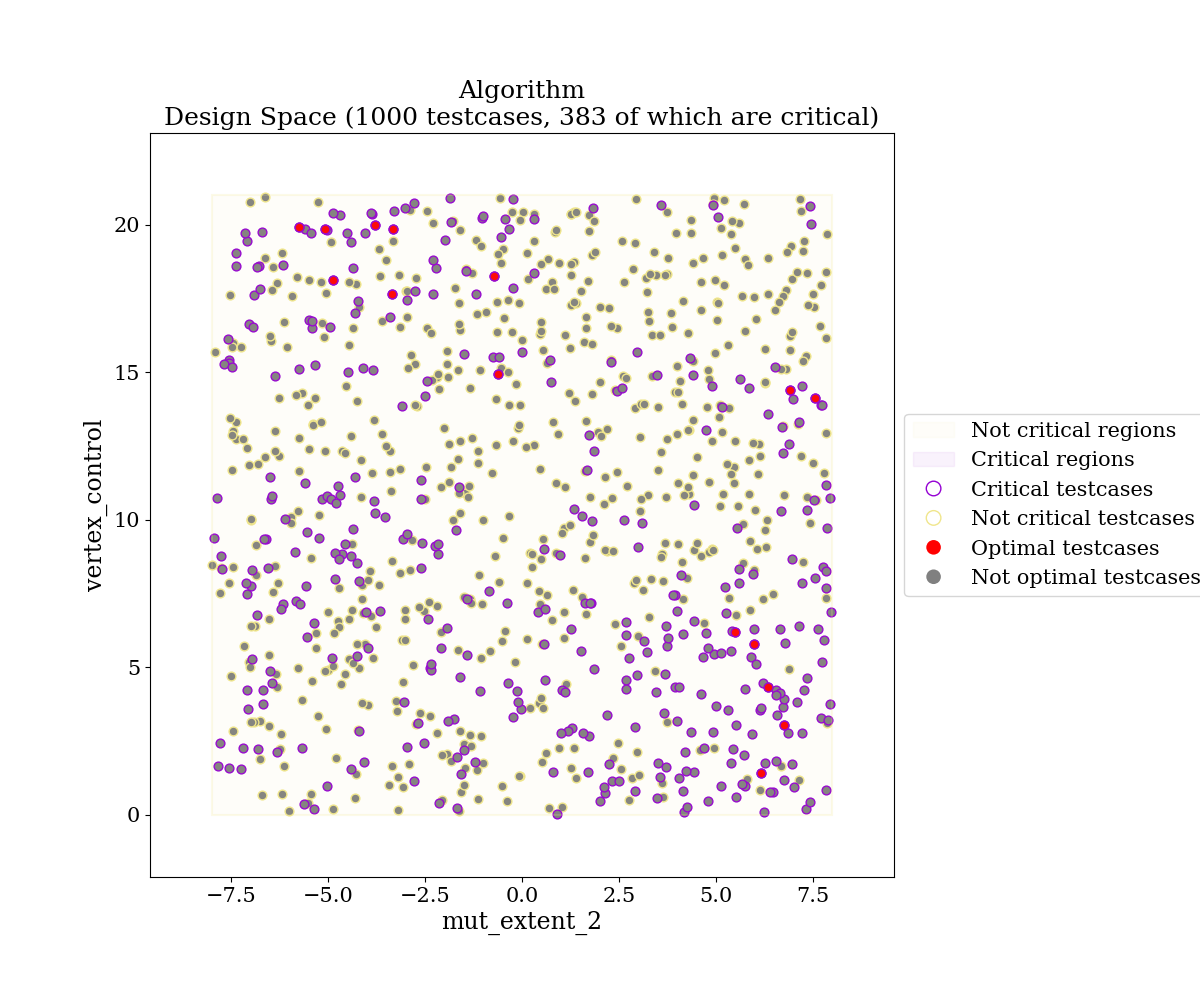 Algorithm
Design Space (1000 testcases, 383 of which are critical)
20
15
10
5
0
vertex_control
−7.5
−5.0
−2.5
0.0
2.5
5.0
7.5
mut_extent_2
Not critical regions
Critical regions
Critical testcases
Not critical testcases
Optimal testcases
Not optimal testcases